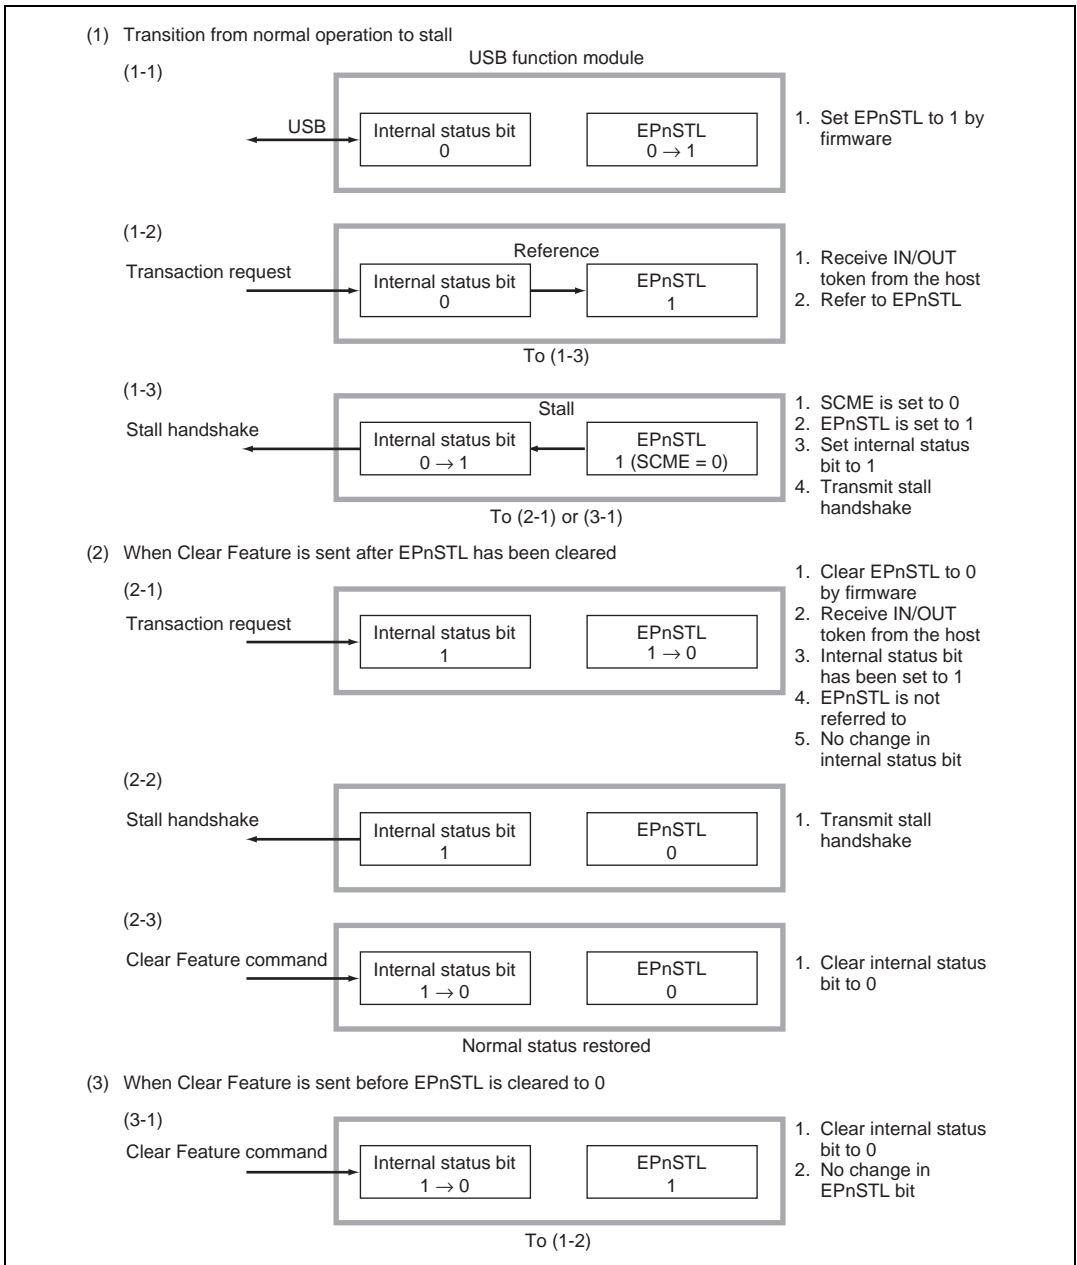 (1) Transition from normal operation to stall
USB function module
(1-1)
USB
Internal status bit
0
EPnSTL
0 → 1
1. Set EPnSTL to 1 by
firmware
(1-2)
Transaction request
Reference
Internal status bit
0
EPnSTL
1
1. Receive IN/OUT
token from the host
2. Refer to EPnSTL
To (1-3)
(1-3)
Stall handshake
Stall
Internal status bit
0 → 1
EPnSTL
1 (SCME = 0)
1. SCME is set to 0
2. EPnSTL is set to 1
3. Set internal status
bit to 1
4. Transmit stall
handshake
To (2-1) or (3-1)
(2) When Clear Feature is sent after EPnSTL has been cleared
(2-1)
Transaction request
Internal status bit
1
EPnSTL
1 → 0
1. Clear EPnSTL to 0
by firmware
2. Receive IN/OUT
token from the host
3. Internal status bit
has been set to 1
4. EPnSTL is not
referred to
5. No change in
internal status bit
(2-2)
Stall handshake
Internal status bit
1
EPnSTL
0
1. Transmit stall
handshake
(2-3)
Clear Feature command
Internal status bit
1 → 0
EPnSTL
0
1. Clear internal status
bit to 0
Normal status restored
(3) When Clear Feature is sent before EPnSTL is cleared to 0
(3-1)
Clear Feature command
Internal status bit
1 → 0
EPnSTL
1
1. Clear internal status
bit to 0
2. No change in
EPnSTL bit
To (1-2)